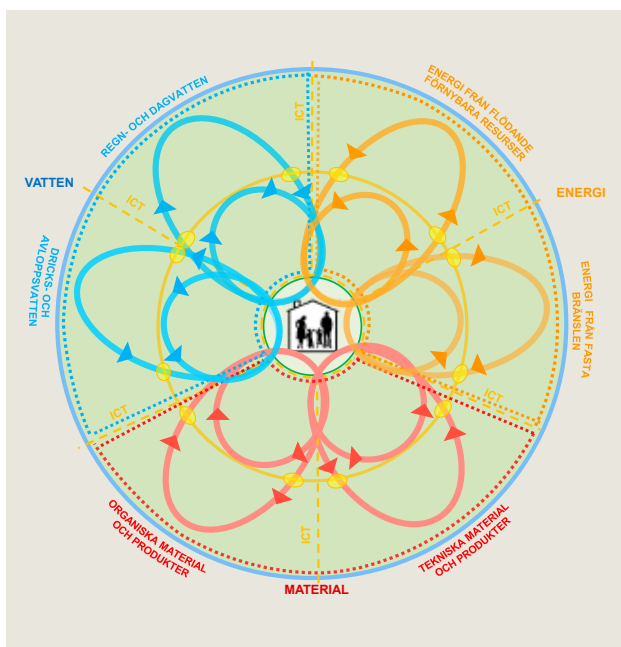 ENERGI FRÅN FLÖDANDE
FÖRNYBARA RESURSER
REGN- OCH DAGVATTEN
ICT
VATTEN
ENERGI
ICT
ICT
DRICKS- OCH
AVLOPPSVATTEN
ENERGI FRÅN FASTA
BRÄNSLEN
ICT
ICT
ORGANISKA MATERIAL
OCH PRODUKTER
ICT
TEKNISKA MATERIAL
OCH PRODUKTER
MATERIAL